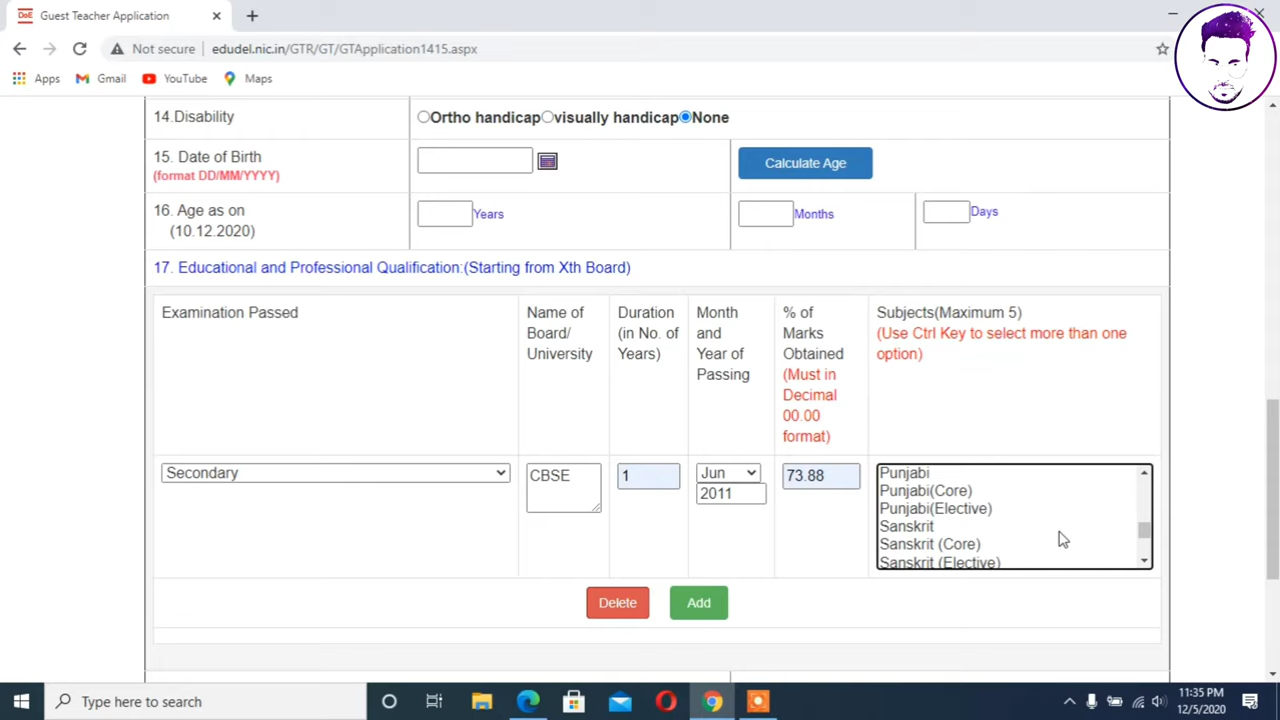 DoE Guest Teacher Application
Not secure edudel.nic.in/GTR/GT/GTApplication1415.aspx
Apps Gmail YouTube Maps
14.Disability
Ortho handicap visually handicap None
15. Date of Birth
(format DD/MM/YYYY)
Calculate Age
16. Age as on
(10.12.2020)
Years
Months
Days
17. Educational and Professional Qualification:(Starting from Xth Board)
Examination Passed
Name of
Board/
University
Duration
(in No. of
Years)
Month
and
Year of
Passing
% of
Marks
Obtained
(Must in
Decimal
00.00
format)
Subjects(Maximum 5)
(Use Ctrl Key to select more than one
option)
Secondary
CBSE
1
Jun
2011
73.88
Punjabi
Punjabi(Core)
Punjabi(Elective)
Sanskrit
Sanskrit (Core)
Sanskrit (Elective)
Delete
Add
Type here to search
11:35 PM
12/5/2020